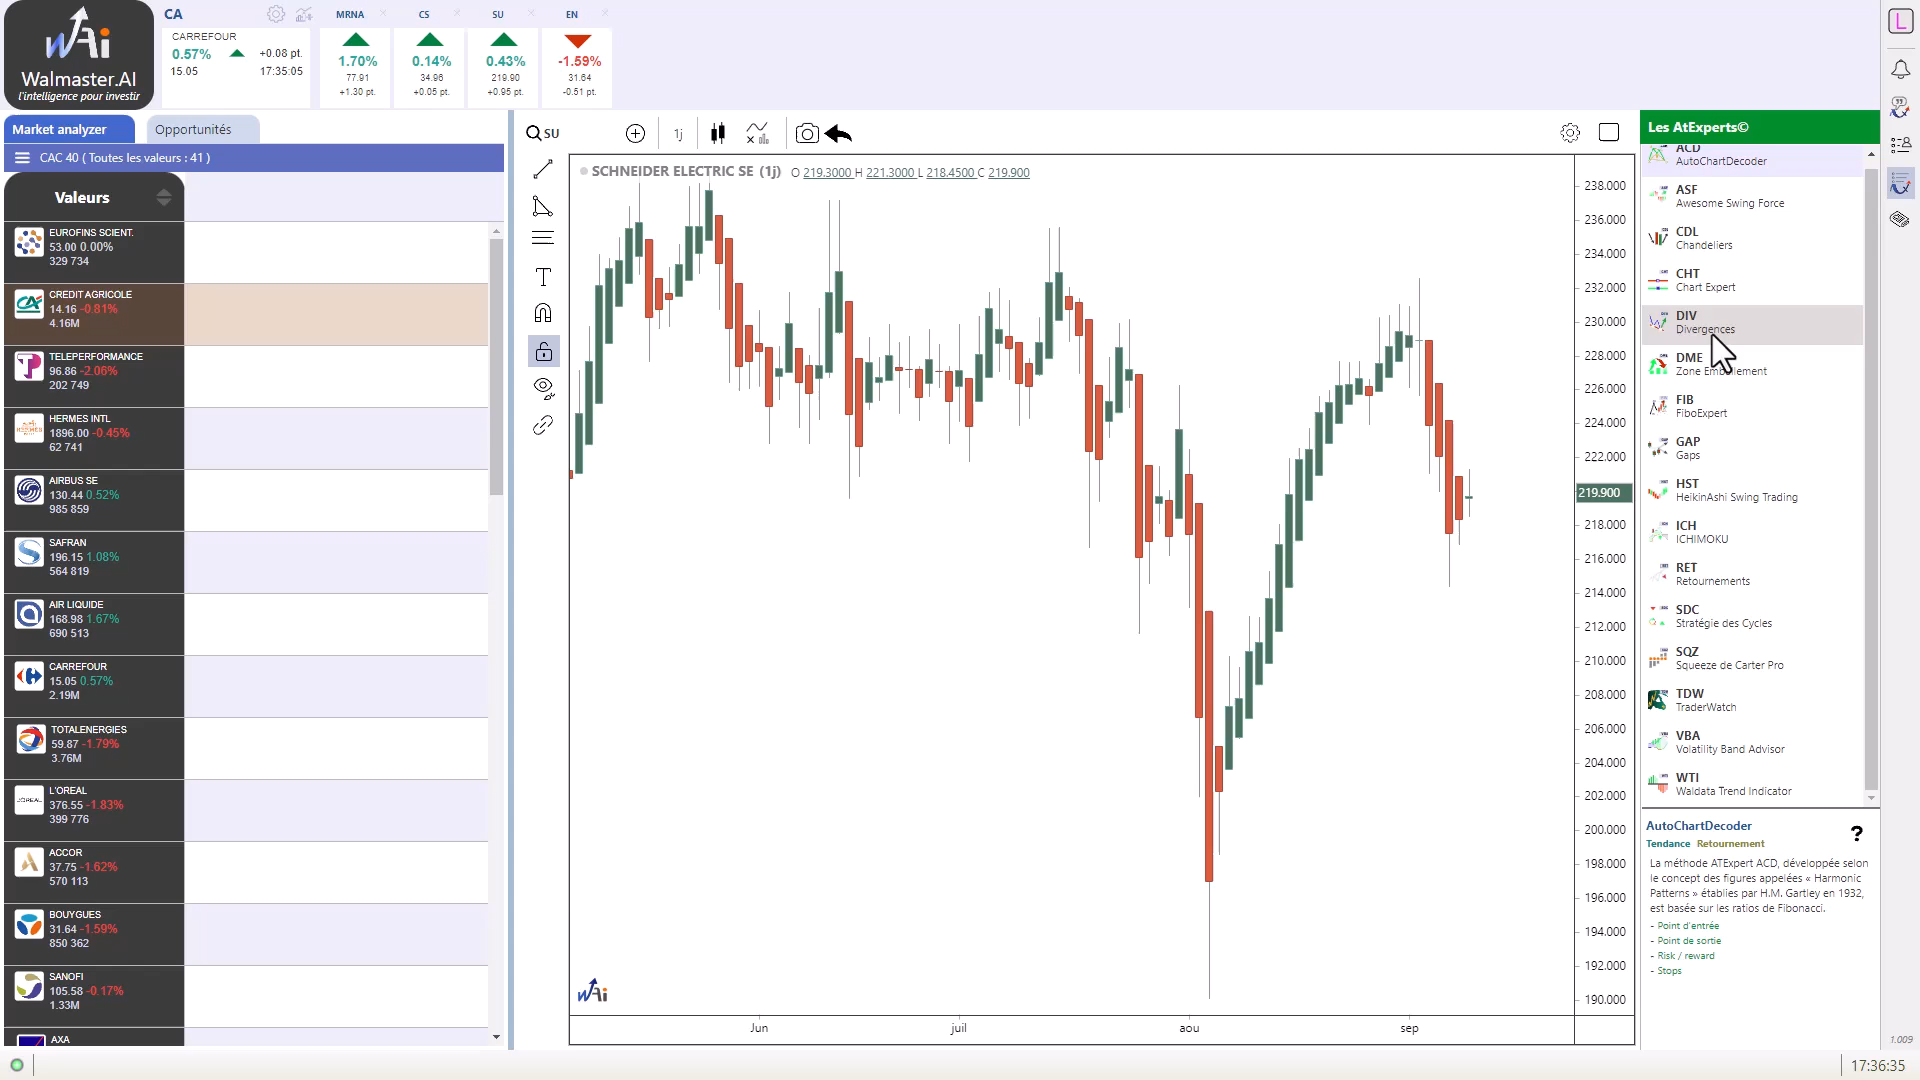 WAi
Walmaster.AI
l'intelligence pour investir
CA
CARREFOUR
0.57%
+0.08 pt.
15.05
17:35:05
MRNA
1.70%
77.91
+1.30 pt.
CS
0.14%
34.96
+0.05 pt.
SU
0.43%
219.90
+0.95 pt.
EN
-1.59%
31.64
-0.51 pt.
L
Market analyzer
Opportunités
CAC 40 ( Toutes les valeurs : 41 )
Valeurs
EUROFINS SCIENT.
53.00 0.00%
329 734
CREDIT AGRICOLE
14.16 -0.81%
4.16M
TELEPERFORMANCE
96.86 -2.06%
202 749
HERMES INTL
1896.00 -0.45%
62 741
AIRBUS SE
130.44 0.52%
985 859
SAFRAN
196.15 1.08%
564 819
AIR LIQUIDE
168.98 1.67%
690 513
CARREFOUR
15.05 0.57%
2.19M
TOTALENERGIES
59.87 -1.79%
3.76M
L'OREAL
376.55 -1.83%
399 776
ACCOR
37.75 -1.62%
570 113
BOUYGUES
31.64 -1.59%
850 362
SANOFI
105.58 -0.17%
1.33M
AXA
SU
1j
SCHNEIDER ELECTRIC SE (1j) O 219.3000 H 221.3000 L 218.4500 C 219.900
238.000
236.000
234.000
232.000
230.000
228.000
226.000
224.000
222.000
219.900
218.000
216.000
214.000
212.000
210.000
208.000
206.000
204.000
202.000
200.000
198.000
196.000
194.000
192.000
190.000
WAi
Jun
juil
aou
sep
Les AtExperts©
ACD
AutoChartDecoder
ASF
Awesome Swing Force
CDL
Chandeliers
CHT
Chart Expert
DIV
Divergences
DME
Zone Emballement
FIB
FiboExpert
GAP
Gaps
HST
HeikinAshi Swing Trading
ICH
ICHIMOKU
RET
Retournements
SDC
Stratégie des Cycles
SQZ
Squeeze de Carter Pro
TDW
TraderWatch
VBA
Volatility Band Advisor
WTI
Waldata Trend Indicator
AutoChartDecoder
?
Tendance Retournement
La méthode ATExpert ACD, développée selon
le concept des figures appelées « Harmonic
Patterns » établies par H.M. Gartley en 1932,
est basée sur les ratios de Fibonacci.
- Point d'entrée
- Point de sortie
- Risk / reward
- Stops
1.009
17:36:35